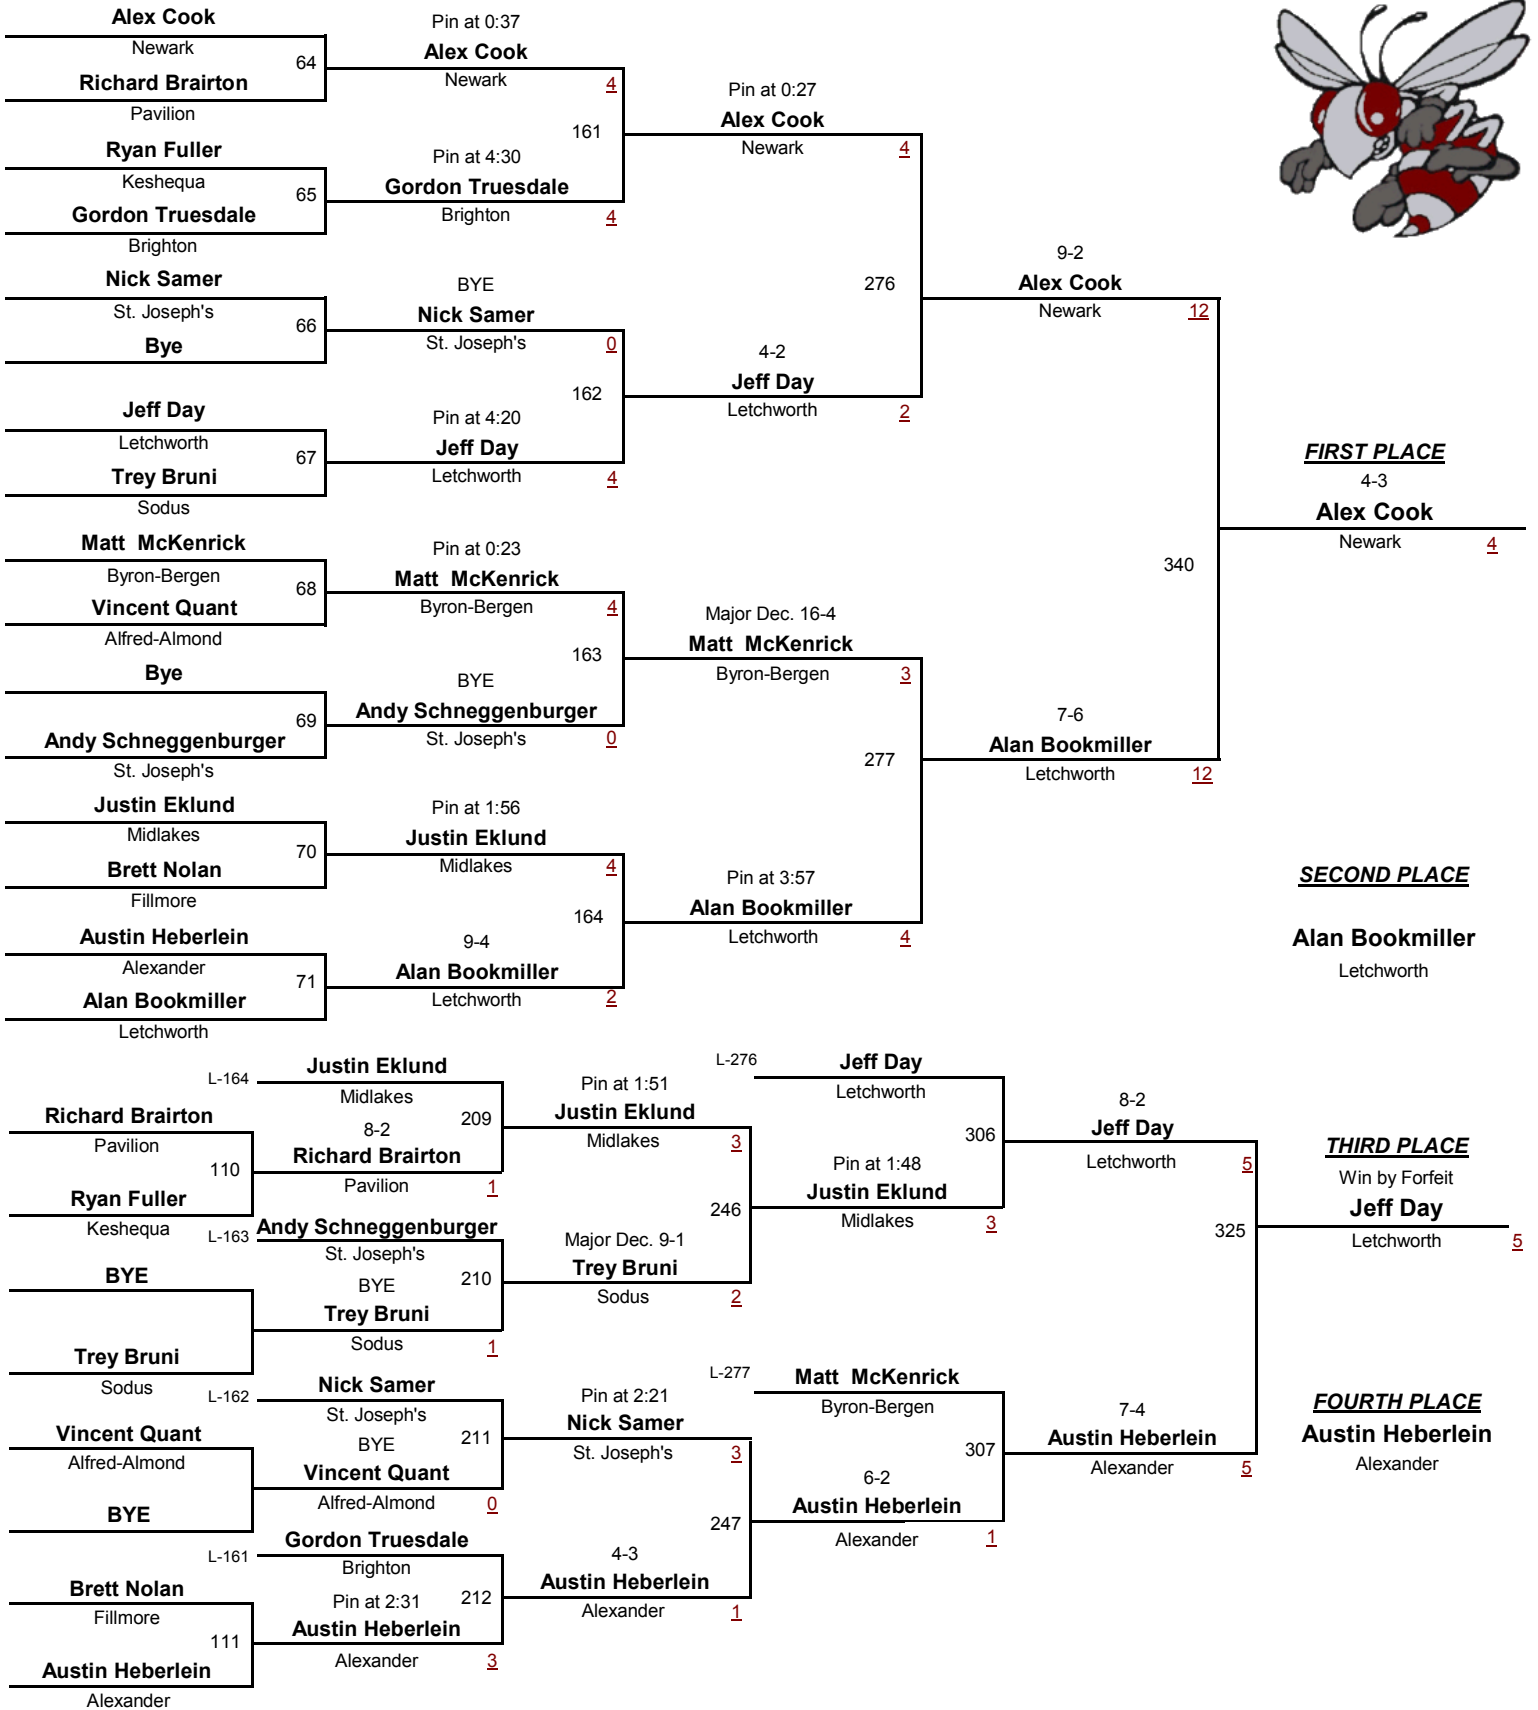 Alex Cook
Newark
64
Richard Brairton
Pavilion
Ryan Fuller
Keshequa
65
Gordon Truesdale
Brighton
Nick Samer
St. Joseph's
66
Bye
Jeff Day
Letchworth
67
Trey Bruni
Sodus
Matt  McKenrick
Byron-Bergen
68
Vincent Quant
Alfred-Almond
Bye
69
Andy Schneggenburger
St. Joseph's
Justin Eklund
Midlakes
70
Brett Nolan
Fillmore
Austin Heberlein
Alexander
71
Alan Bookmiller
Letchworth
Pin at 0:37
Alex Cook
Newark
4
161
Pin at 4:30
Gordon Truesdale
Brighton
4
BYE
Nick Samer
St. Joseph's
0
162
Pin at 4:20
Jeff Day
Letchworth
4
Pin at 0:23
Matt  McKenrick
Byron-Bergen
4
163
BYE
Andy Schneggenburger
St. Joseph's
0
Pin at 1:56
Justin Eklund
Midlakes
4
164
9-4
Alan Bookmiller
Letchworth
2
Pin at 0:27
Alex Cook
Newark
4
276
4-2
Jeff Day
Letchworth
2
Major Dec. 16-4
Matt  McKenrick
Byron-Bergen
3
277
Pin at 3:57
Alan Bookmiller
Letchworth
4
9-2
Alex Cook
Newark
12
340
7-6
Alan Bookmiller
Letchworth
12
FIRST PLACE
4-3
Alex Cook
Newark
4
SECOND PLACE
Alan Bookmiller
Letchworth
L-164
Justin Eklund
Midlakes
209
Richard Brairton
Pavilion
110
Ryan Fuller
Keshequa
8-2
Richard Brairton
Pavilion
1
L-163
Andy Schneggenburger
St. Joseph's
210
BYE
Trey Bruni
Sodus
BYE
Trey Bruni
Sodus
1
L-162
Nick Samer
St. Joseph's
211
Vincent Quant
Alfred-Almond
BYE
BYE
Vincent Quant
Alfred-Almond
0
L-161
Gordon Truesdale
Brighton
212
Brett Nolan
Fillmore
111
Austin Heberlein
Alexander
Pin at 2:31
Austin Heberlein
Alexander
3
Pin at 1:51
Justin Eklund
Midlakes
3
246
Major Dec. 9-1
Trey Bruni
Sodus
2
Pin at 2:21
Nick Samer
St. Joseph's
3
247
4-3
Austin Heberlein
Alexander
1
L-276
Jeff Day
Letchworth
306
Pin at 1:48
Justin Eklund
Midlakes
3
L-277
Matt  McKenrick
Byron-Bergen
307
6-2
Austin Heberlein
Alexander
1
8-2
Jeff Day
Letchworth
5
325
7-4
Austin Heberlein
Alexander
5
THIRD PLACE
Win by Forfeit
Jeff Day
Letchworth
5
FOURTH PLACE
Austin Heberlein
Alexander